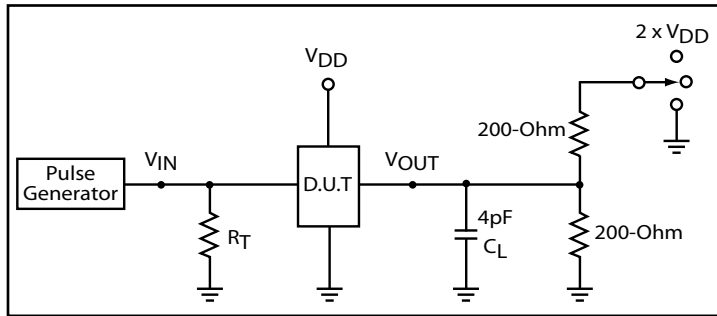 2 x VDD
VDD
200-Ohm
Pulse
Generator
VIN
D.U.T
VOUT
RT
4pF
CL
200-Ohm